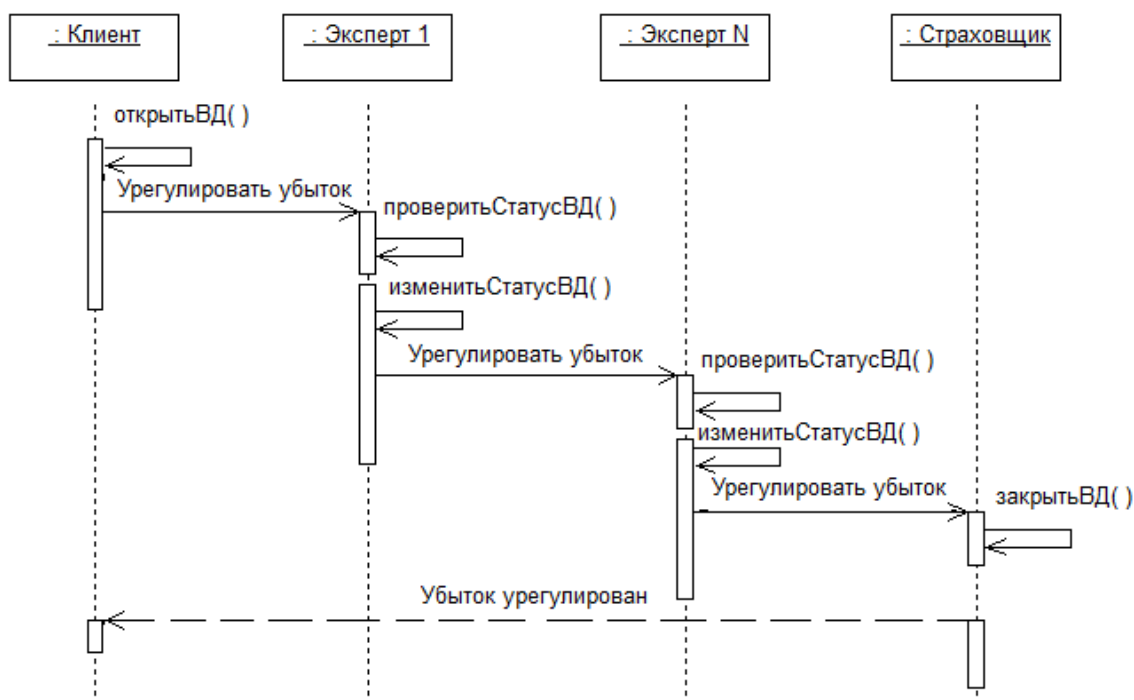 : Клиент
: Эксперт 1
: Эксперт N
: Страховщик
открытьВД( )
Урегулировать убыток
проверитьСтатусВД( )
изменитьСтатусВД( )
Урегулировать убыток
проверитьСтатусВД( )
изменитьСтатусВД( )
Урегулировать убыток
закрытьВД( )
Убыток урегулирован